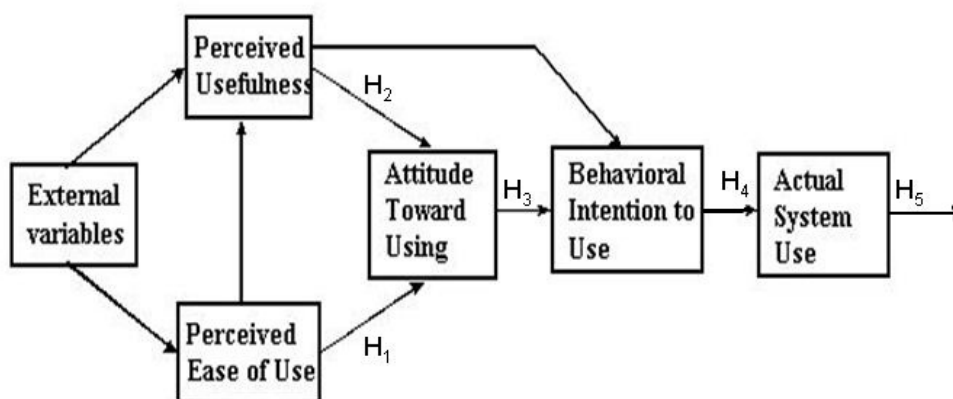 Perceived
Usefulness
H2
External
variables
Attitude
Toward
Using
H3
Behavioral
Intention to
Use
H4
Actual
System
Use
H5
Perceived
Ease of Use
H1